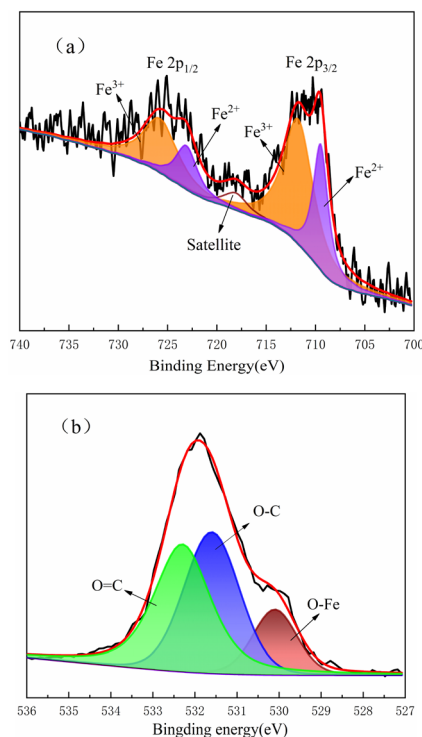 (a)
Fe 2p1/2
Fe 2p3/2
Fe3+
Fe2+
Fe3+
Fe2+
Satellite
740 735 730 725 720 715 710 705 700
Binding Energy(eV)
(b)
O-C
O=C
O-Fe
536 535 534 533 532 531 530 529 528 527
Bingding energy(eV)